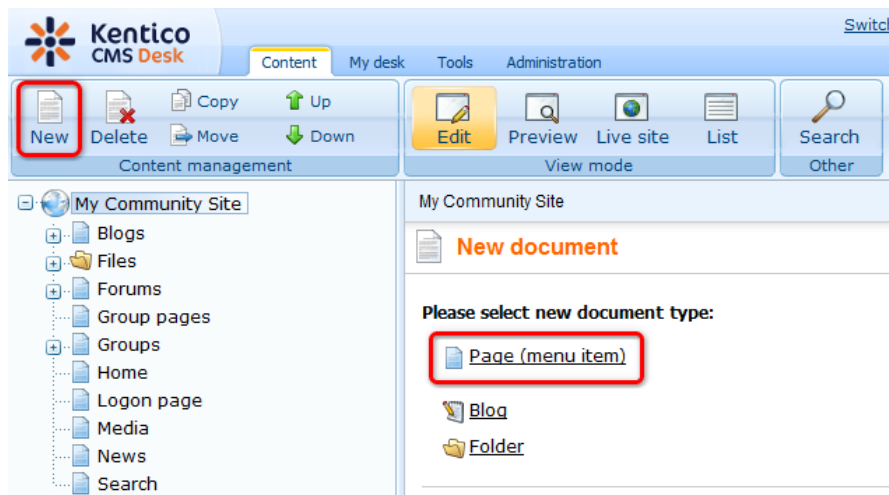 Kentico
CMS Desk
Switch
Content My desk Tools Administration
New Delete Copy Move Up Down
Content management
Edit Preview Live site List
View mode
Search
Other
My Community Site
Blogs
Files
Forums
Group pages
Groups
Home
Logon page
Media
News
Search
My Community Site
New document
Please select new document type:
Page (menu item)
Blog
Folder